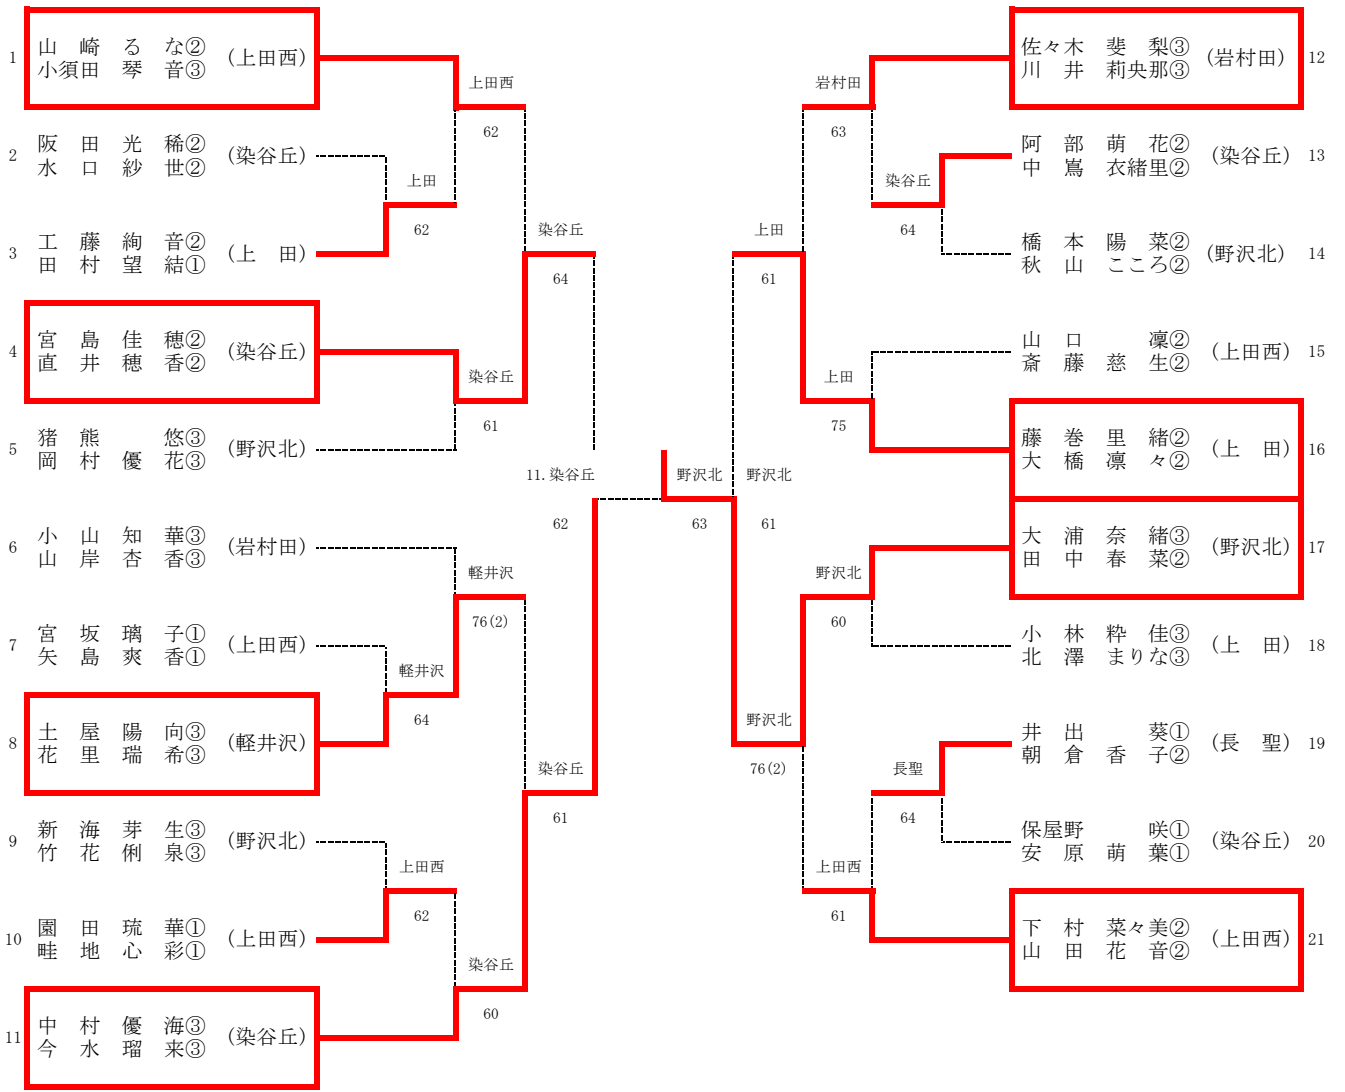 1 山崎るな② (上田西)
小須田琴音③
2 阪田光稀② (染谷丘)
水口紗世②
3 工藤絢音② (上田)
田村望結①
4 宮島佳穂② (染谷丘)
直井穂香②
5 猪熊悠③ (野沢北)
岡村優花③
6 小山知華③ (岩村田)
山岸杏香③
7 宮坂璃子① (上田西)
矢島爽香①
8 土屋陽向③ (軽井沢)
花里瑞希③
9 新海芽生③ (野沢北)
竹花俐泉③
10 園田琉華① (上田西)
畦地心彩①
11 中村優海③ (染谷丘)
今水瑠来③
上田西
62
上田
62
染谷丘
64
染谷丘
61
11.染谷丘
62
軽井沢
76(2)
軽井沢
64
染谷丘
61
上田西
62
染谷丘
60
野沢北
63
岩村田
63
染谷丘
64
上田
61
上田
75
野沢北
61
野沢北
60
野沢北
76(2)
長聖
64
上田西
61
佐々木斐梨③ (岩村田) 12
川井莉央那③
阿部萌花② (染谷丘) 13
中嶌衣緒里②
橋本陽菜② (野沢北) 14
秋山こころ②
山口凜② (上田西) 15
斎藤慈生②
藤巻里緒② (上田) 16
大橋凛々②
大浦奈緒③ (野沢北) 17
田中春菜②
小林粋佳③ (上田) 18
北澤まりな③
井出葵① (長聖) 19
朝倉香子②
保屋野咲① (染谷丘) 20
安原萌葉①
下村菜々美② (上田西) 21
山田花音②